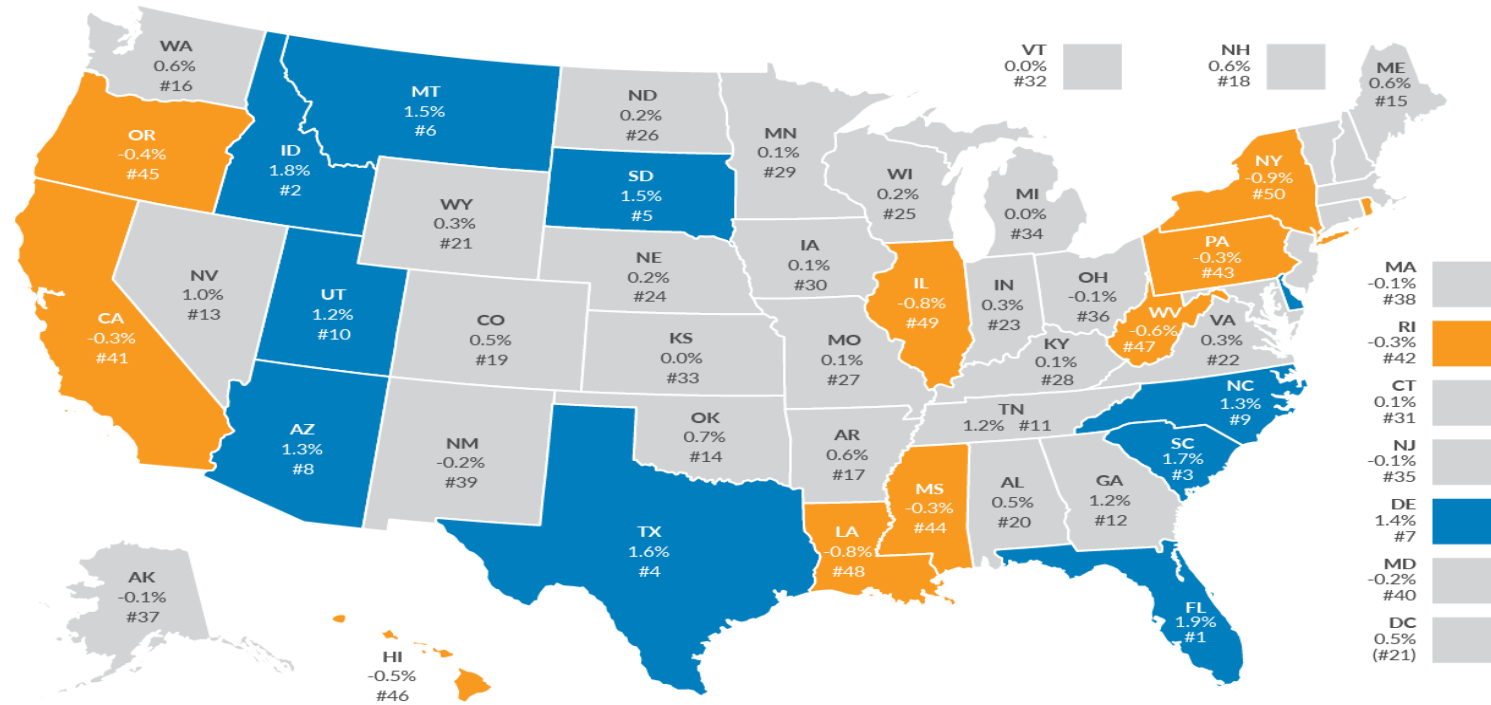 WA
0.6%
#16
OR
-0.4%
#45
CA
-0.3%
#41
ID
1.8%
#2
NV
1.0%
#13
MT
1.5%
#6
WY
0.3%
#21
UT
1.2%
#10
AZ
1.3%
#8
CO
0.5%
#19
NM
-0.2%
#39
ND
0.2%
#26
SD
1.5%
#5
NE
0.2%
#24
KS
0.0%
#33
OK
0.7%
#14
TX
1.6%
#4
MN
0.1%
#29
IA
0.1%
#30
MO
0.1%
#27
AR
0.6%
#17
LA
-0.8%
#48
WI
0.2%
#25
IL
-0.8%
#49
MS
-0.3%
#44
MI
0.0%
#34
IN
0.3%
#23
OH
-0.1%
#36
KY
0.1%
#28
TN
1.2% #11
AL
0.5%
#20
GA
1.2%
#12
FL
1.9%
#1
SC
1.7%
#3
NC
1.3%
#9
VA
0.3%
#22
WV
-0.6%
#47
PA
-0.3%
#43
NY
-0.9%
#50
VT
0.0%
#32
NH
0.6%
#18
ME
0.6%
#15
MA
-0.1%
#38
RI
-0.3%
#42
CT
0.1%
#31
NJ
-0.1%
#35
DE
1.4%
#7
MD
-0.2%
#40
DC
0.5%
(#21)
AK
-0.1%
#37
HI
-0.5%
#46